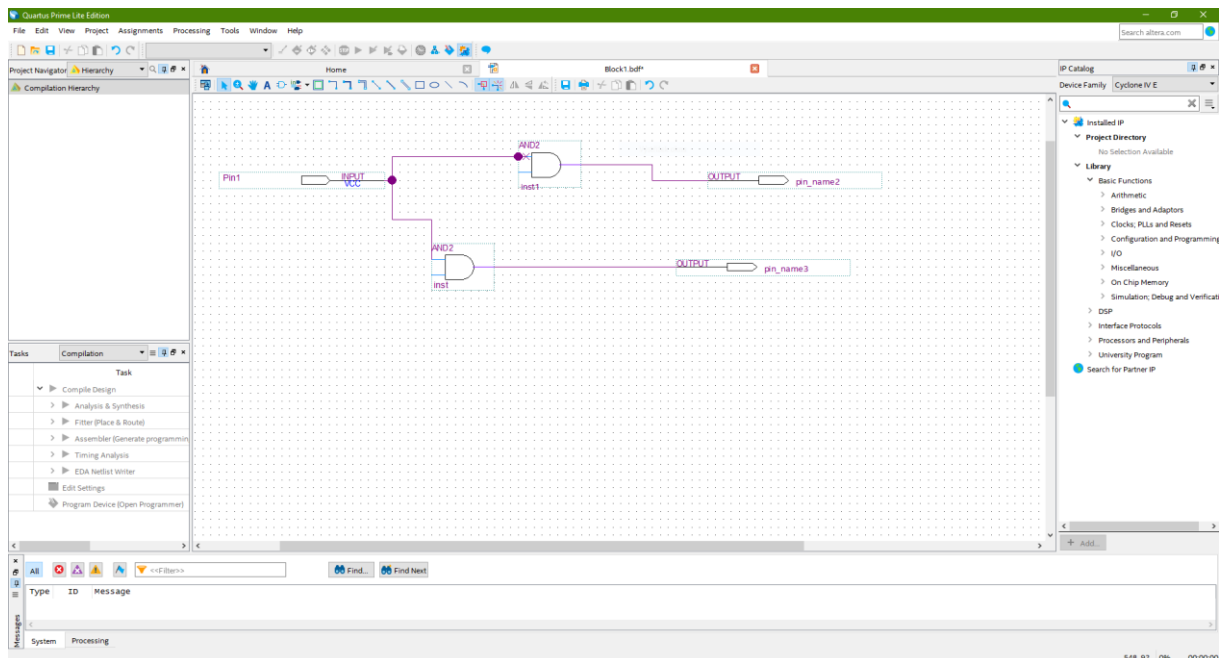 Quartus Prime Lite Edition
File Edit View Project Assignments Processing Tools Window Help
Search altera.com
Project Navigator Hierarchy
Home
Block1.bdf*
IP Catalog
Compilation Hierarchy
Device Family Cyclone IV E
Installed IP
Project Directory
No Selection Available
Library
Basic Functions
Arithmetic
Bridges and Adaptors
Clocks; PLLs and Resets
Configuration and Programming
I/O
Miscellaneous
On Chip Memory
Simulation; Debug and Verificati
DSP
Interface Protocols
Processors and Peripherals
University Program
Search for Partner IP
+ Add...
AND2
Pin1
INPUT
VCC
inst1
OUTPUT
pin_name2
AND2
inst
OUTPUT
pin_name3
Tasks Compilation
Task
Compile Design
Analysis & Synthesis
Fitter (Place & Route)
Assembler (Generate programmin
Timing Analysis
EDA Netlist Writer
Edit Settings
Program Device (Open Programmer)
All
<<Filter>>
Find...
Find Next
Type ID Message
Messages
System Processing
548, 92 0% 00:00:00